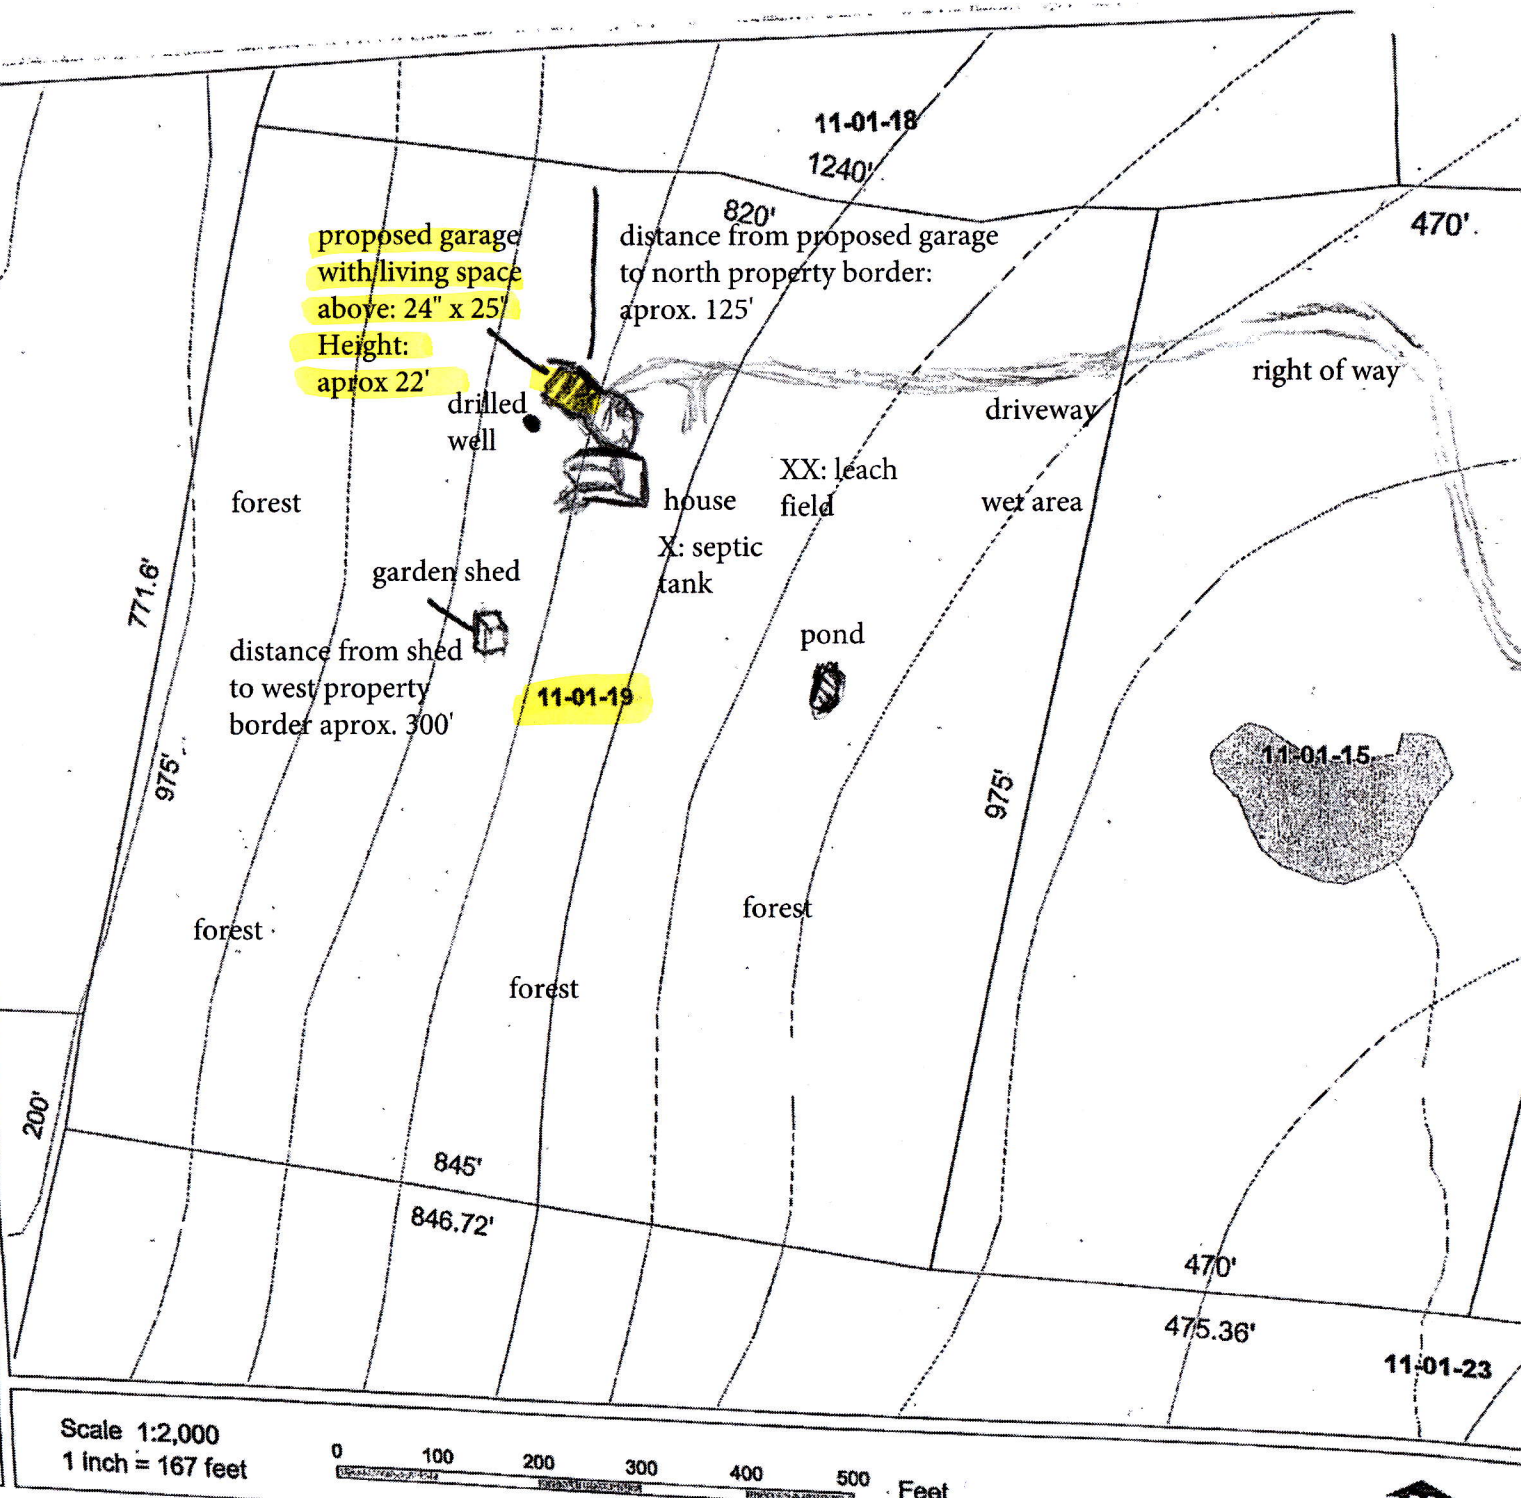 11-01-18
1240'
820'
470'.
proposed garage
with living space
above: 24" x 25'
Height:
aprox 22'
distance from proposed garage
to north property border:
aprox. 125'
right of way
drilled
well
driveway
XX: leach
field
wet area
forest
house
X: septic
tank
771.6'
garden shed
distance from shed
to west property
border aprox. 300'
pond
11-01-19
975'
975'
11-01-15
forest
forest
forest
200'
845'
846.72'
470'
475.36'
11-01-23
Scale 1:2,000
1 inch = 167 feet
0 100 200 300 400 500 Feet